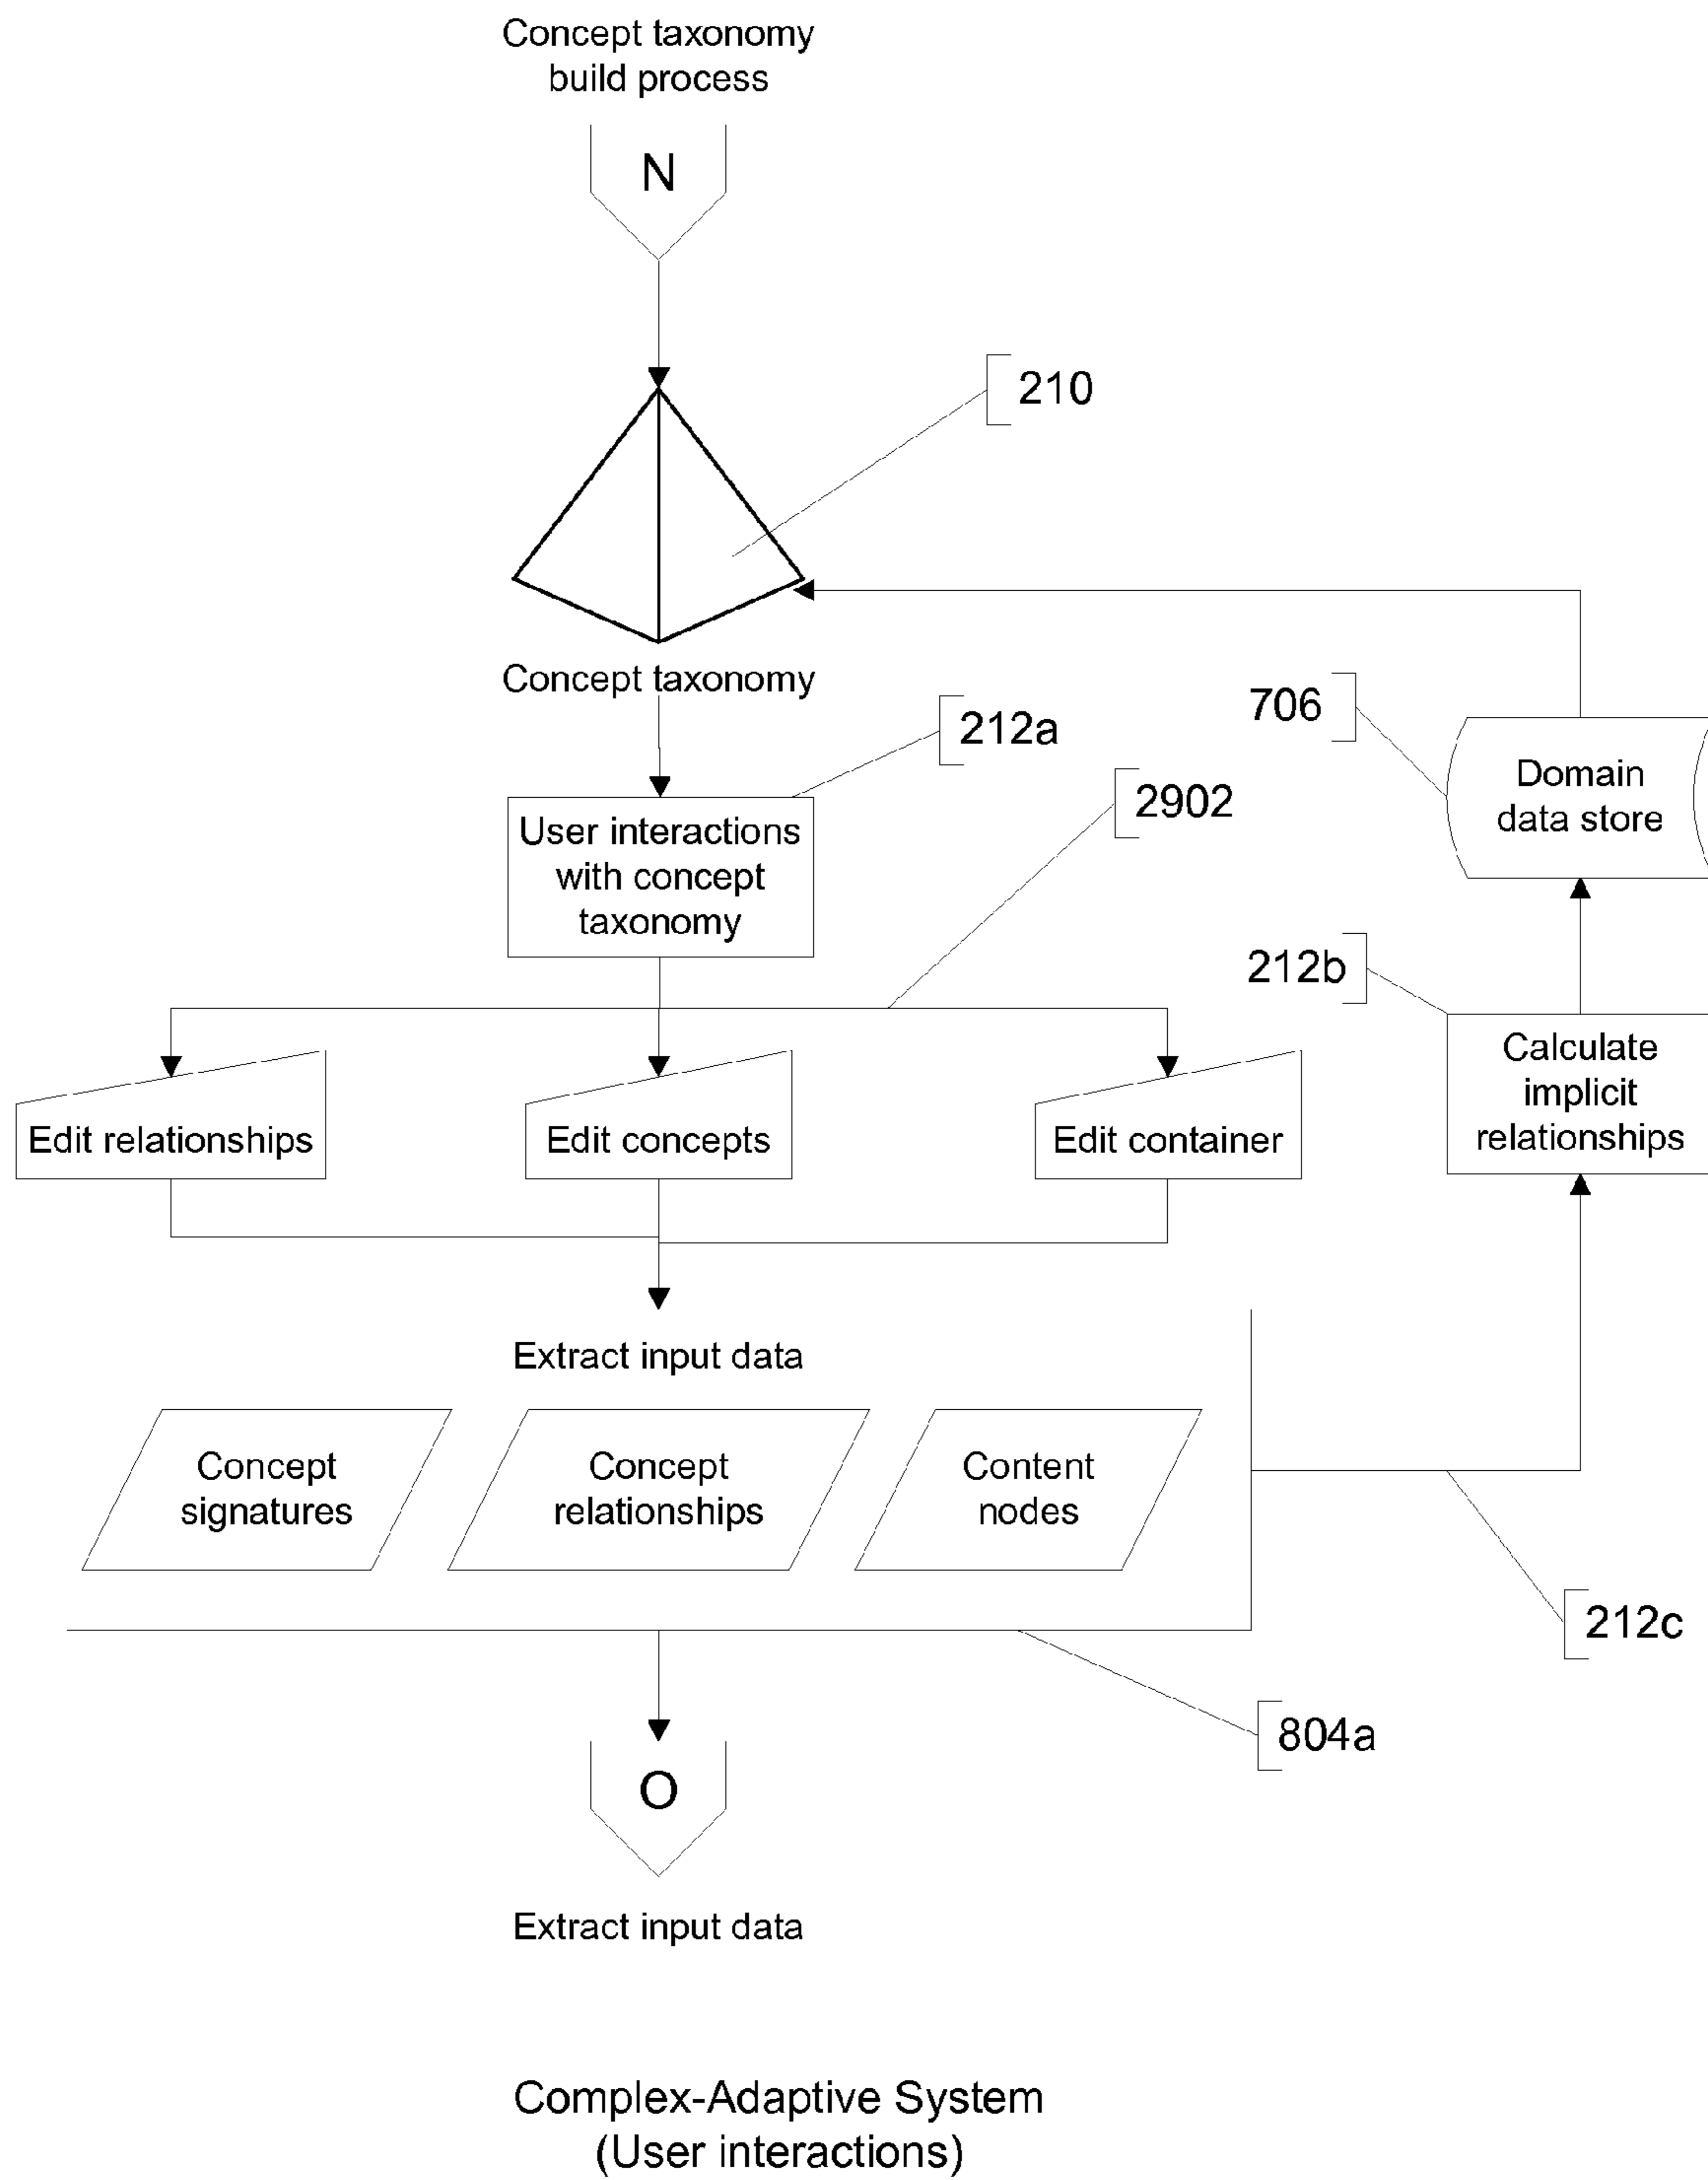 Concept taxonomy
build process
N
210
Concept taxonomy
212a
706
Domain
data store
2902
User interactions
with concept
taxonomy
212b
Calculate
implicit
relationships
Edit relationships
Edit concepts
Edit container
Extract input data
Concept
signatures
Concept
relationships
Content
nodes
212c
804a
O
Extract input data
Complex-Adaptive System
(User interactions)